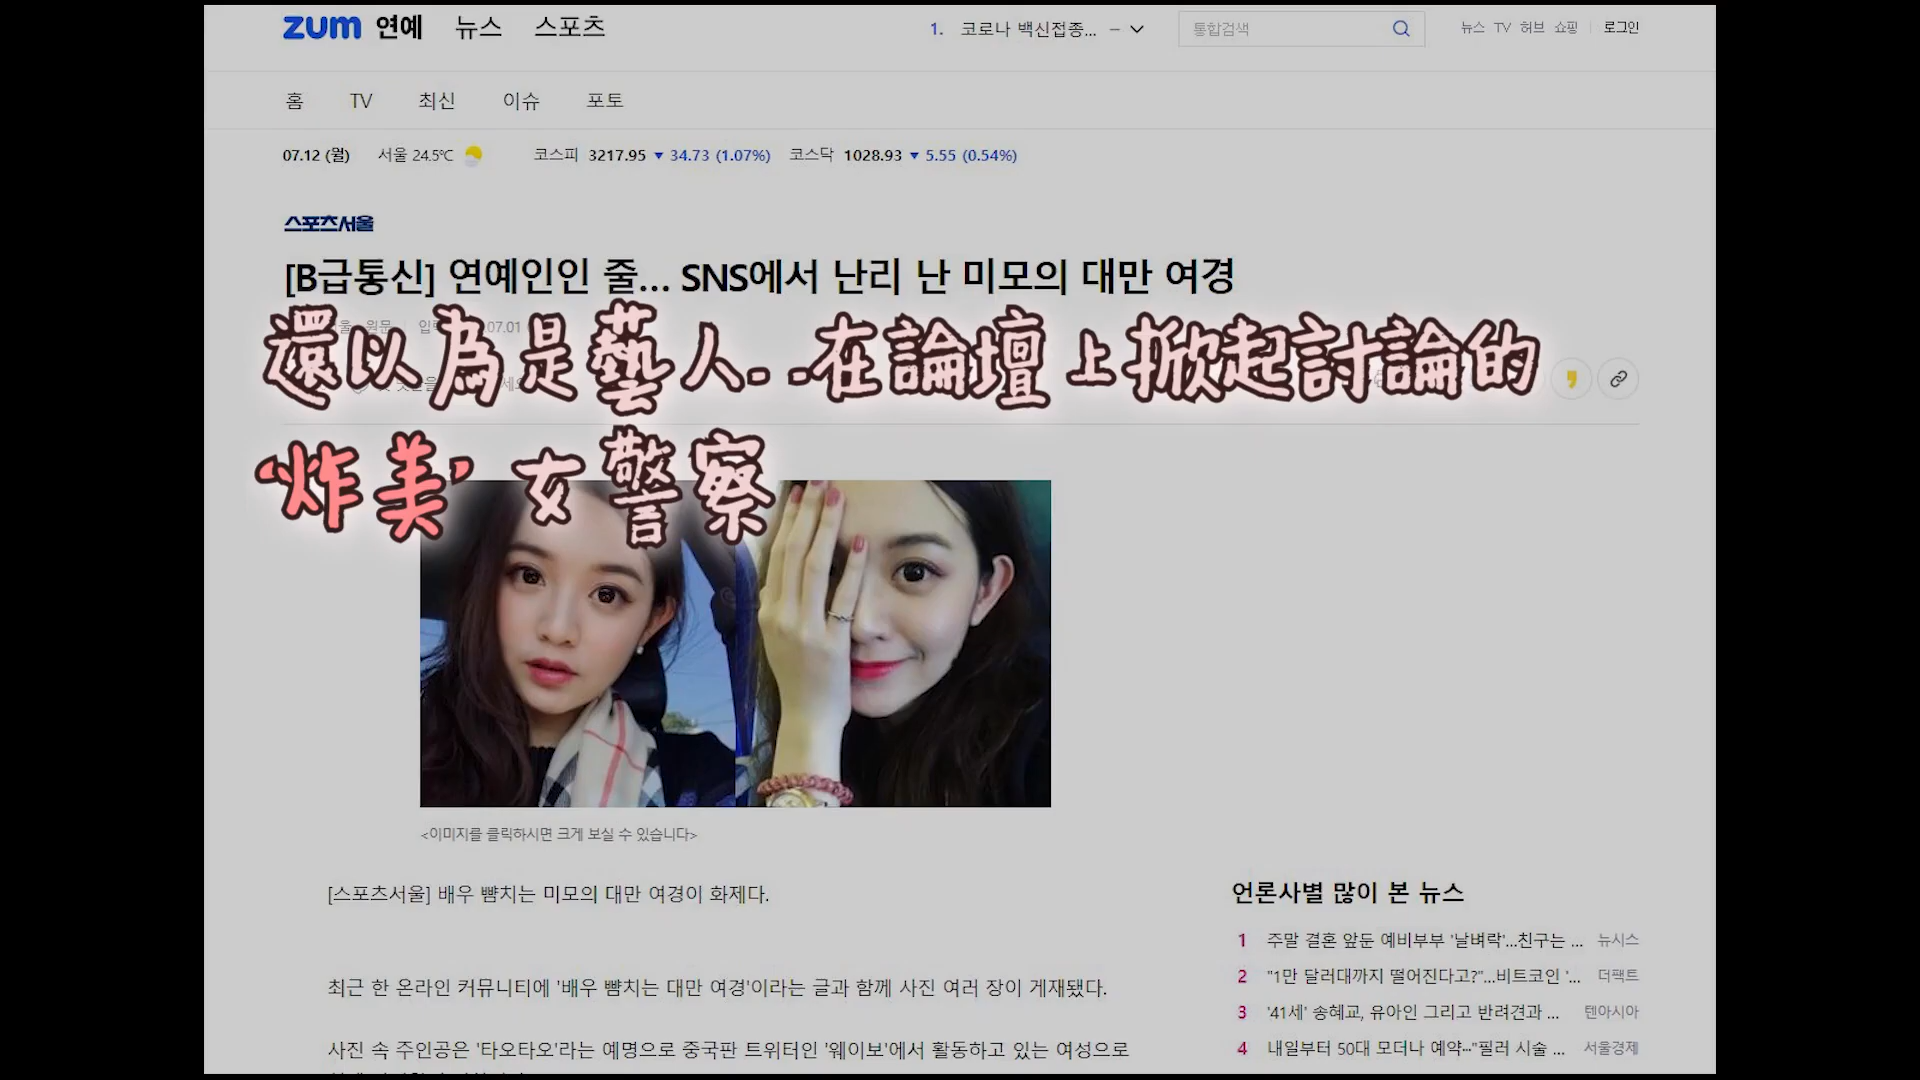 zum 연예 뉴스 스포츠
1. 코로나 백신접종... –
통합검색
뉴스 TV 허브 쇼핑 로그인
홈 TV 최신 이슈 포토
07.12 (월) 서울 24.5℃ 코스피 3217.95 ▼ 34.73 (1.07%) 코스닥 1028.93 ▼ 5.55 (0.54%)
스포츠서울
[B급통신] 연예인인 줄... SNS에서 난리 난 미모의 대만 여경
원문
07.01
還以為是藝人...在論壇上掀起討論的
‘炸美’ 女警察
<이미지를 클릭하시면 크게 보실 수 있습니다>
[스포츠서울] 배우 뺨치는 미모의 대만 여경이 화제다.
최근 한 온라인 커뮤니티에 '배우 뺨치는 대만 여경'이라는 글과 함께 사진 여러 장이 게재됐다.
사진 속 주인공은 '타오타오'라는 예명으로 중국판 트위터인 '웨이보'에서 활동하고 있는 여성으로
언론사별 많이 본 뉴스
1 주말 결혼 앞둔 예비부부 '날벼락'...친구는 ... 뉴시스
2 "1만 달러대까지 떨어진다고?"...비트코인 '... 더팩트
3 '41세' 송혜교, 유아인 그리고 반려견과 ... 텐아시아
4 내일부터 50대 모더나 예약…"필러 시술 ... 서울경제